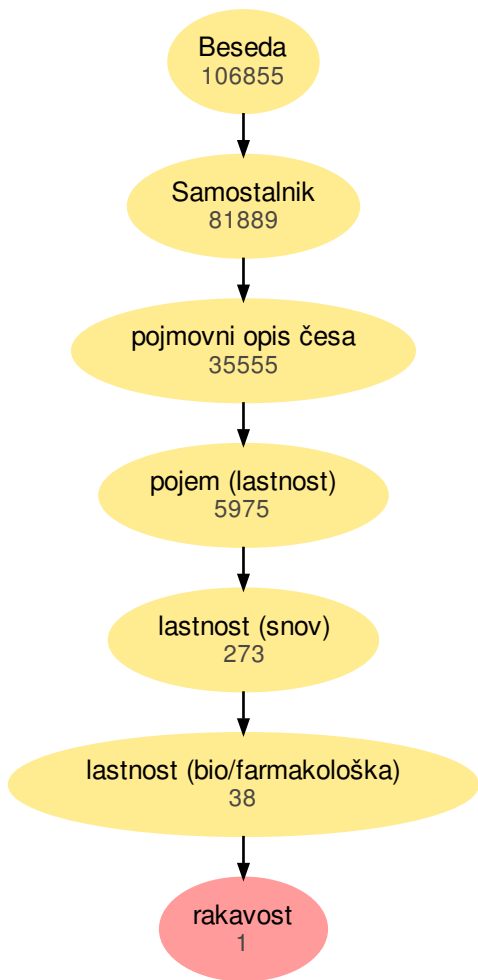 Beseda
106855
Samostalnik
81889
pojmovni opis česa
35555
pojem (lastnost)
5975
lastnost (snov)
273
lastnost (bio/farmakološka)
38
rakavost
1